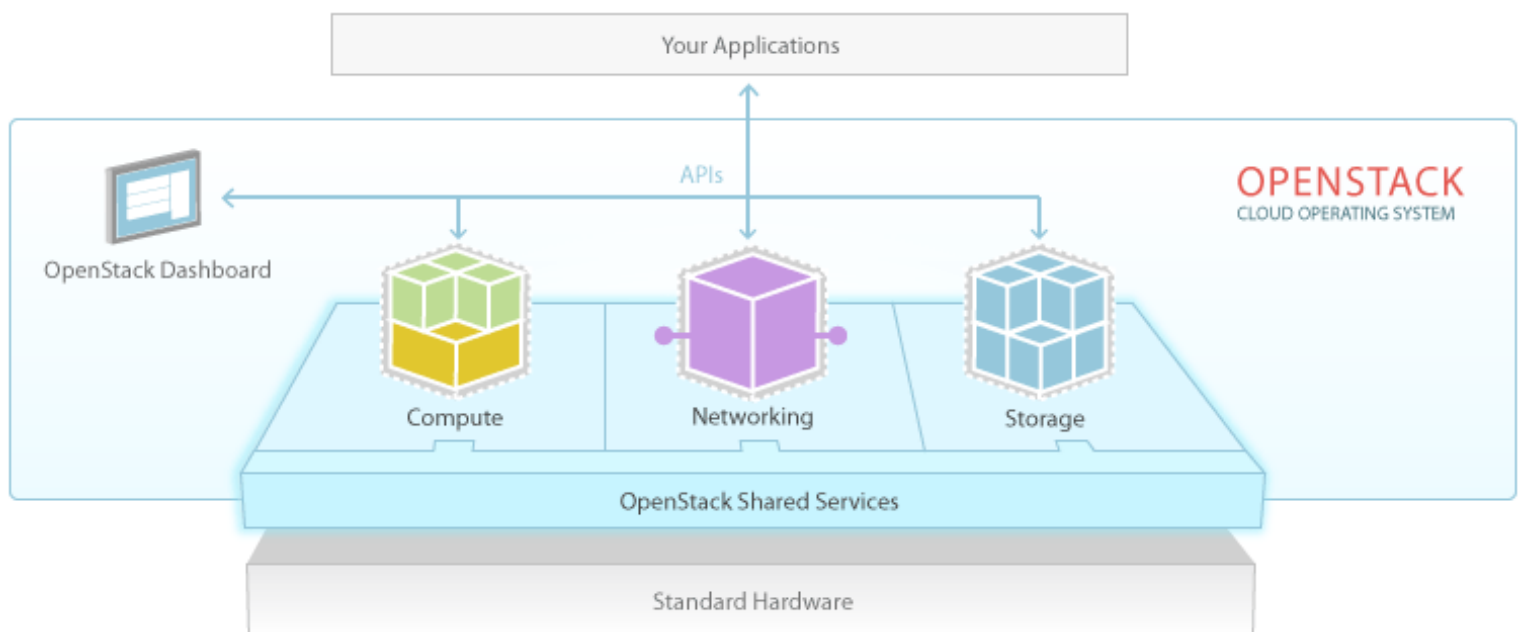 Your Applications
APIs
OPENSTACK
CLOUD OPERATING SYSTEM
OpenStack Dashboard
Compute
Networking
Storage
OpenStack Shared Services
Standard Hardware